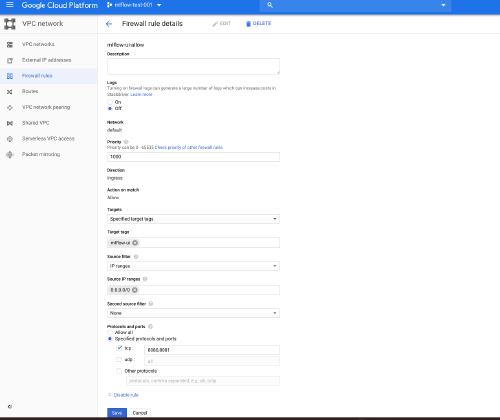 Google Cloud Platform
mlflow-test-001
VPC network
Firewall rule details
EDIT
DELETE
VPC networks
External IP addresses
Firewall rules
Routes
VPC network peering
Shared VPC
Serverless VPC access
Packet mirroring
mlflow-ui-allow
Description
Logs
Turning on firewall logs can generate a large number of logs which can increase costs in
Stackdriver. Learn more
On
Off
Network
default
Priority
Priority can be 0 - 65535 Check priority of other firewall rules
1000
Direction
Ingress
Action on match
Allow
Targets
Specified target tags
Target tags
mlflow-ui
Source filter
IP ranges
Source IP ranges
0.0.0.0/0
Second source filter
None
Protocols and ports
Allow all
Specified protocols and ports
tcp :
udp :
all
Other protocols
protocols, comma separated, e.g. ah, sctp
Disable rule
Save
Cancel